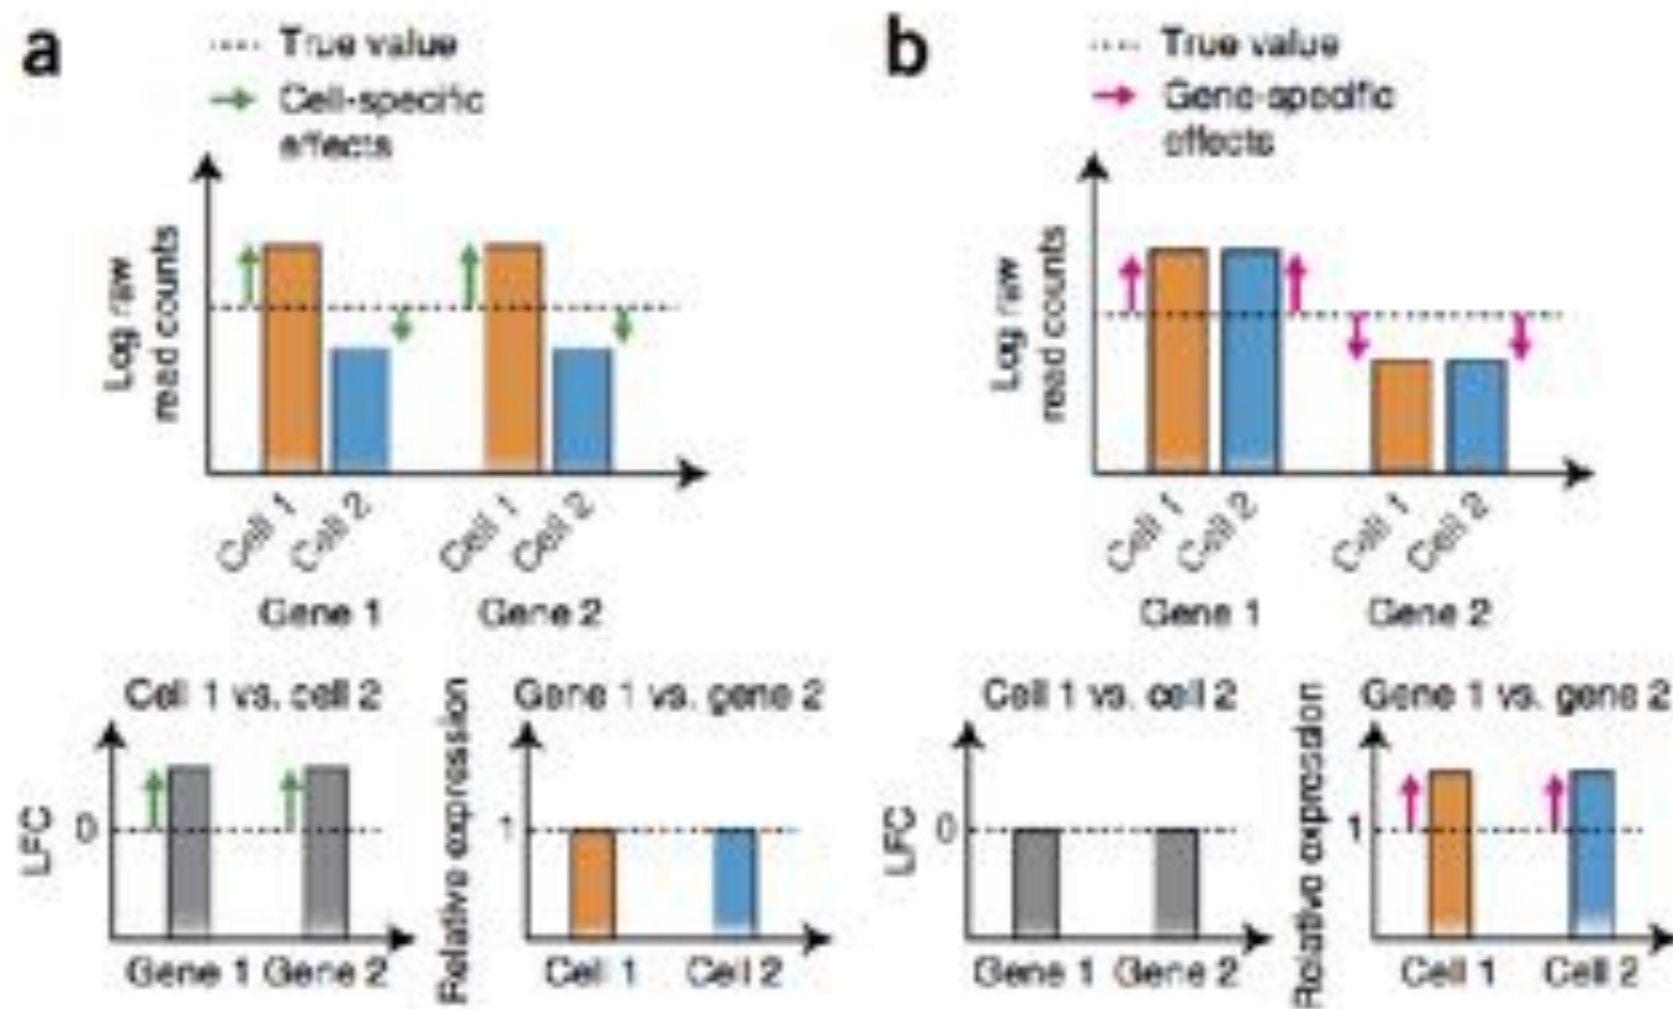 a
True value
Cell-specific
effects
Log raw
read counts
Cell 1
Cell 2
Cell 1
Cell 2
Gene 1
Gene 2
Cell 1 vs. cell 2
LFC
0
Gene 1
Gene 2
Gene 1 vs. gene 2
Relative expression
1
Cell 1
Cell 2
b
True value
Gene-specific
effects
Log raw
read counts
Cell 1
Cell 2
Cell 1
Cell 2
Gene 1
Gene 2
Cell 1 vs. cell 2
LFC
0
Gene 1
Gene 2
Gene 1 vs. gene 2
Relative expression
1
Cell 1
Cell 2